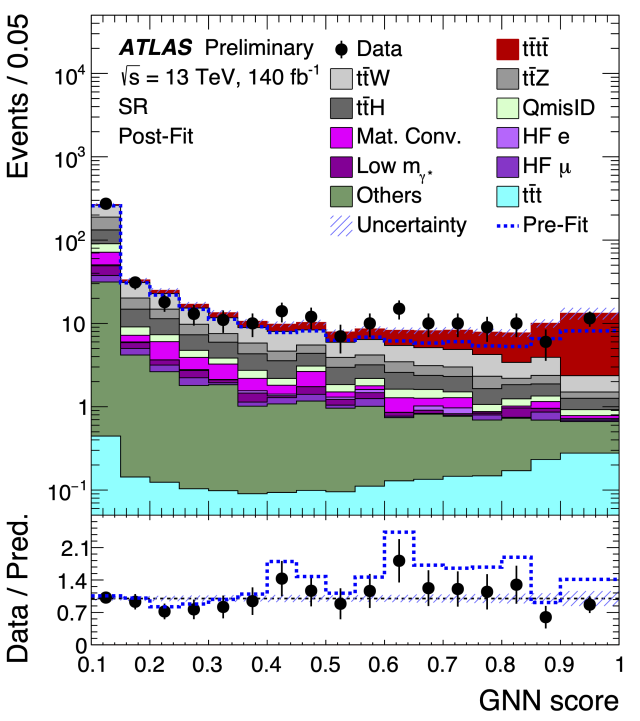 Events / 0.05
10⁴
10³
10²
10
1
10⁻¹
ATLAS Preliminary
√s = 13 TeV, 140 fb⁻¹
SR
Post-Fit
Data
tt̄tt̄
tt̄W
tt̄Z
tt̄H
QmisID
Mat. Conv.
HF e
Low m_γ*
HF μ
Others
tt̄t
Uncertainty
Pre-Fit
Data / Pred.
2.1
1.4
0.7
0
0.1 0.2 0.3 0.4 0.5 0.6 0.7 0.8 0.9 1
GNN score